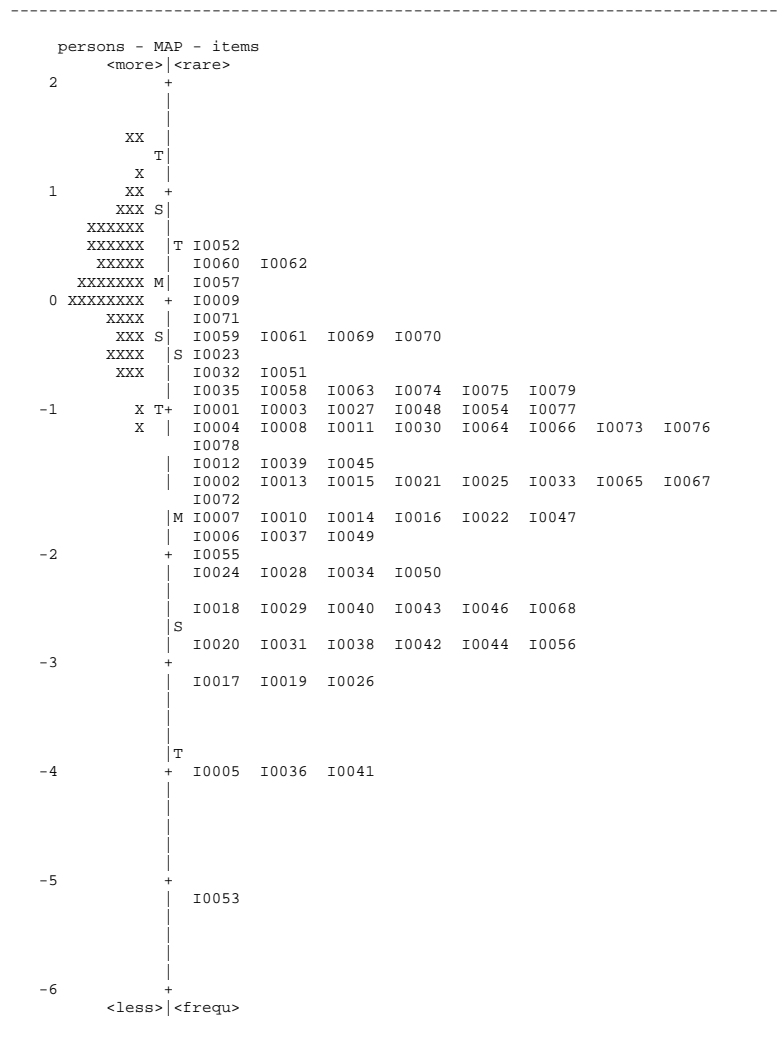 --------------------------------------------------------------------------------
persons - MAP - items
<more>|<rare>
2 +
|
|
XX |
T|
X |
1 XX +
XXX S|
XXXXXX |
XXXXXX |T I0052
XXXXX | I0060 I0062
XXXXXXX M| I0057
0 XXXXXXXX + I0009
XXXX | I0071
XXX S| I0059 I0061 I0069 I0070
XXXX |S I0023
XXX | I0032 I0051
| I0035 I0058 I0063 I0074 I0075 I0079
-1 X T+ I0001 I0003 I0027 I0048 I0054 I0077
X | I0004 I0008 I0011 I0030 I0064 I0066 I0073 I0076
I0078
| I0012 I0039 I0045
| I0002 I0013 I0015 I0021 I0025 I0033 I0065 I0067
I0072
|M I0007 I0010 I0014 I0016 I0022 I0047
| I0006 I0037 I0049
-2 + I0055
| I0024 I0028 I0034 I0050
|
| I0018 I0029 I0040 I0043 I0046 I0068
|S
| I0020 I0031 I0038 I0042 I0044 I0056
-3 +
| I0017 I0019 I0026
|
|
|
|T
-4 + I0005 I0036 I0041
|
|
|
|
|
-5 +
| I0053
|
|
|
|
-6 +
<less>|<frequ>